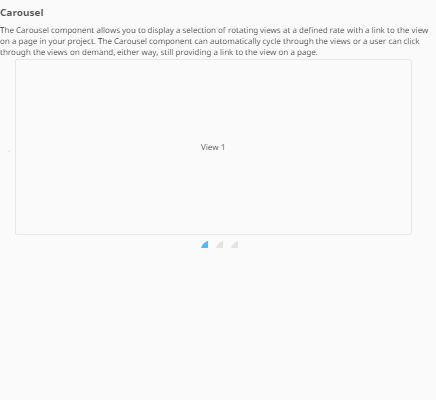 Carousel
The Carousel component allows you to display a selection of rotating views at a defined rate with a link to the view
on a page in your project. The Carousel component can automatically cycle through the views or a user can click
through the views on demand, either way, still providing a link to the view on a page.
View 1